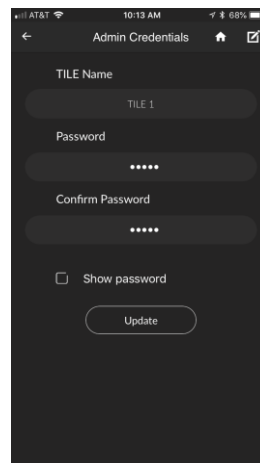 AT&T 10:13 AM 68%
Admin Credentials
TILE Name
TILE 1
Password
•••••
Confirm Password
•••••
Show password
Update